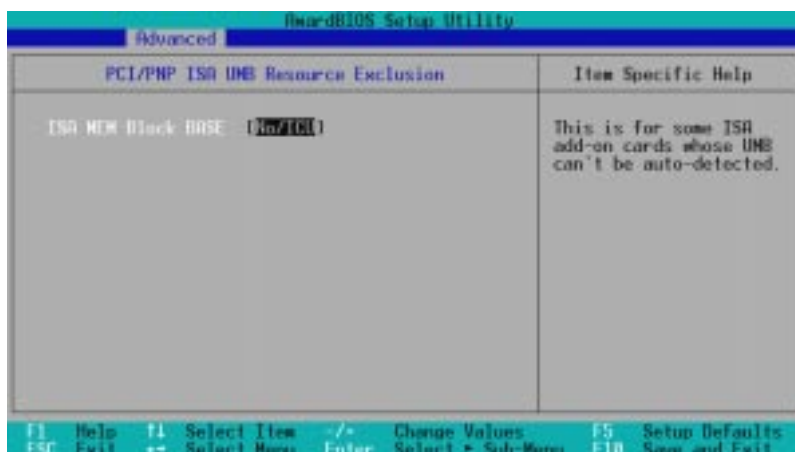 AwardBIOS Setup Utility
Advanced
PCI/PNP ISA UMB Resource Exclusion
Item Specific Help
ISA MEM Block BASE [No/ICU]
This is for some ISA
add-on cards whose UMB
can't be auto-detected.
F1 Help ↑↓ Select Item -/+ Change Values F5 Setup Defaults
ESC Exit ←→ Select Menu Enter Select ► Sub-Menu F10 Save and Exit